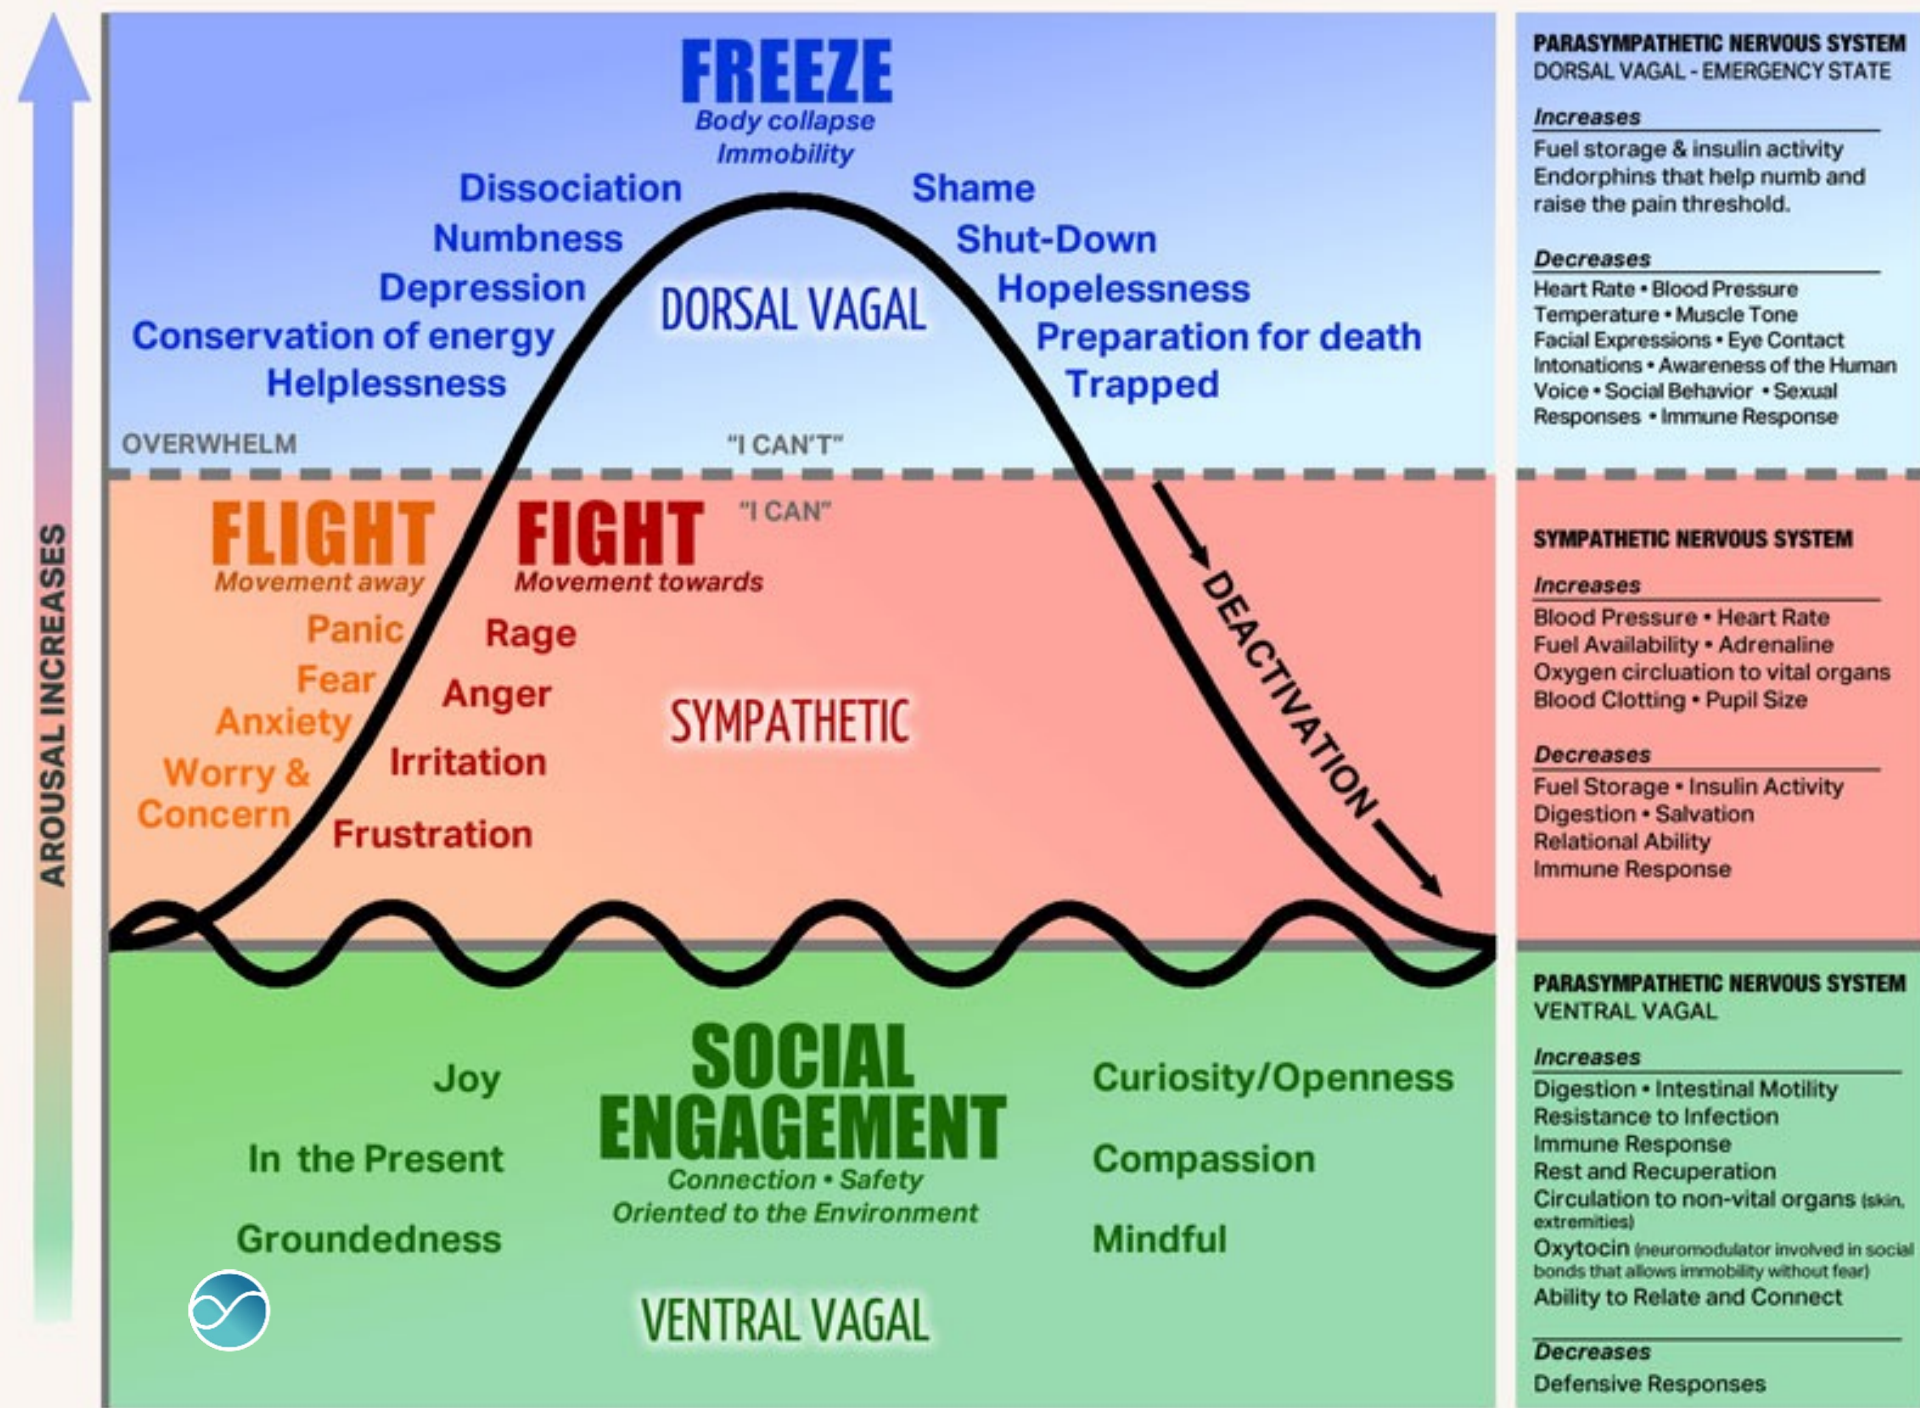 AROUSAL INCREASES
FREEZE
Body collapse
Immobility
Dissociation
Numbness
Depression
Conservation of energy
Helplessness
Shame
Shut-Down
Hopelessness
Preparation for death
Trapped
DORSAL VAGAL
OVERWHELM
"I CAN'T"
"I CAN"
FLIGHT
Movement away
Panic
Fear
Anxiety
Worry &
Concern
FIGHT
Movement towards
Rage
Anger
Irritation
Frustration
SYMPATHETIC
DEACTIVATION
SOCIAL
ENGAGEMENT
Connection • Safety
Oriented to the Environment
Joy
In the Present
Groundedness
Curiosity/Openness
Compassion
Mindful
VENTRAL VAGAL
PARASYMPATHETIC NERVOUS SYSTEM
DORSAL VAGAL - EMERGENCY STATE
Increases
Fuel storage & insulin activity
Endorphins that help numb and
raise the pain threshold.
Decreases
Heart Rate • Blood Pressure
Temperature • Muscle Tone
Facial Expressions • Eye Contact
Intonations • Awareness of the Human
Voice • Social Behavior • Sexual
Responses • Immune Response
SYMPATHETIC NERVOUS SYSTEM
Increases
Blood Pressure • Heart Rate
Fuel Availability • Adrenaline
Oxygen circluation to vital organs
Blood Clotting • Pupil Size
Decreases
Fuel Storage • Insulin Activity
Digestion • Salvation
Relational Ability
Immune Response
PARASYMPATHETIC NERVOUS SYSTEM
VENTRAL VAGAL
Increases
Digestion • Intestinal Motility
Resistance to Infection
Immune Response
Rest and Recuperation
Circulation to non-vital organs (skin,
extremities)
Oxytocin (neuromodulator involved in social
bonds that allows immobility without fear)
Ability to Relate and Connect
Decreases
Defensive Responses